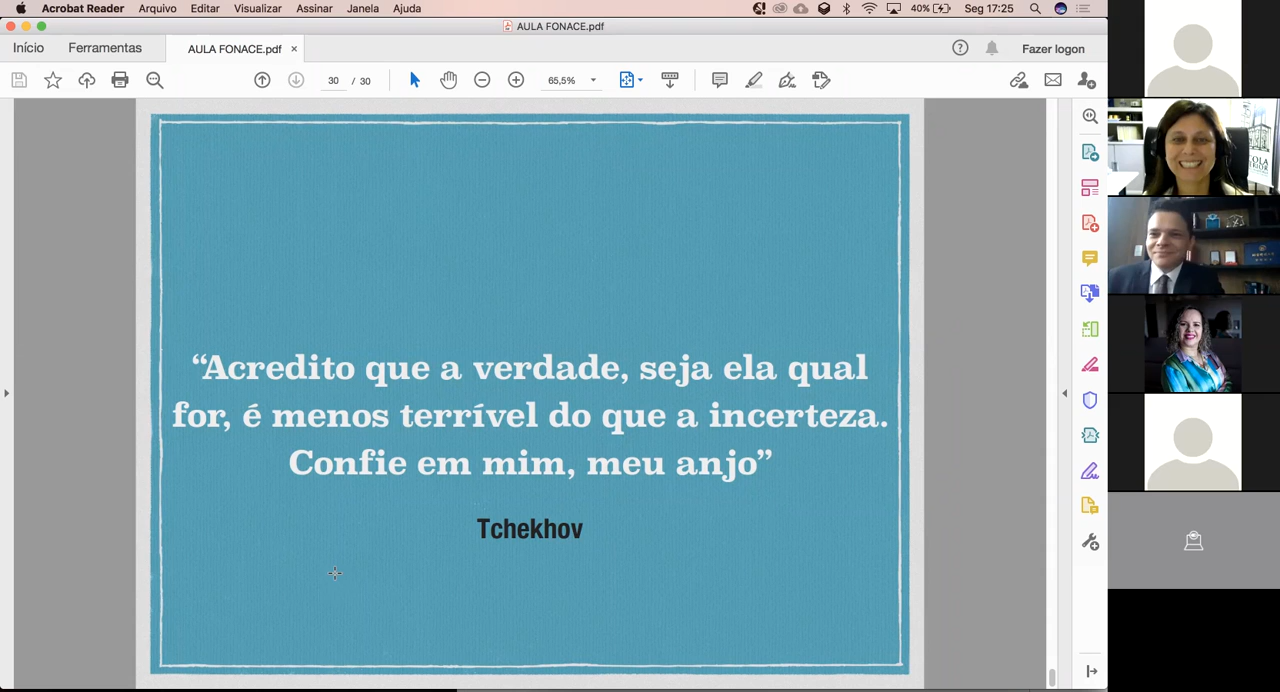 Acrobat Reader Arquivo Editar Visualizar Assinar Janela Ajuda 40% Seg 17:25
AULA FONACE.pdf
Início Ferramentas AULA FONACE.pdf × Fazer logon
30 / 30 65,5%
“Acredito que a verdade, seja ela qual
for, é menos terrível do que a incerteza.
Confie em mim, meu anjo”
Tchekhov